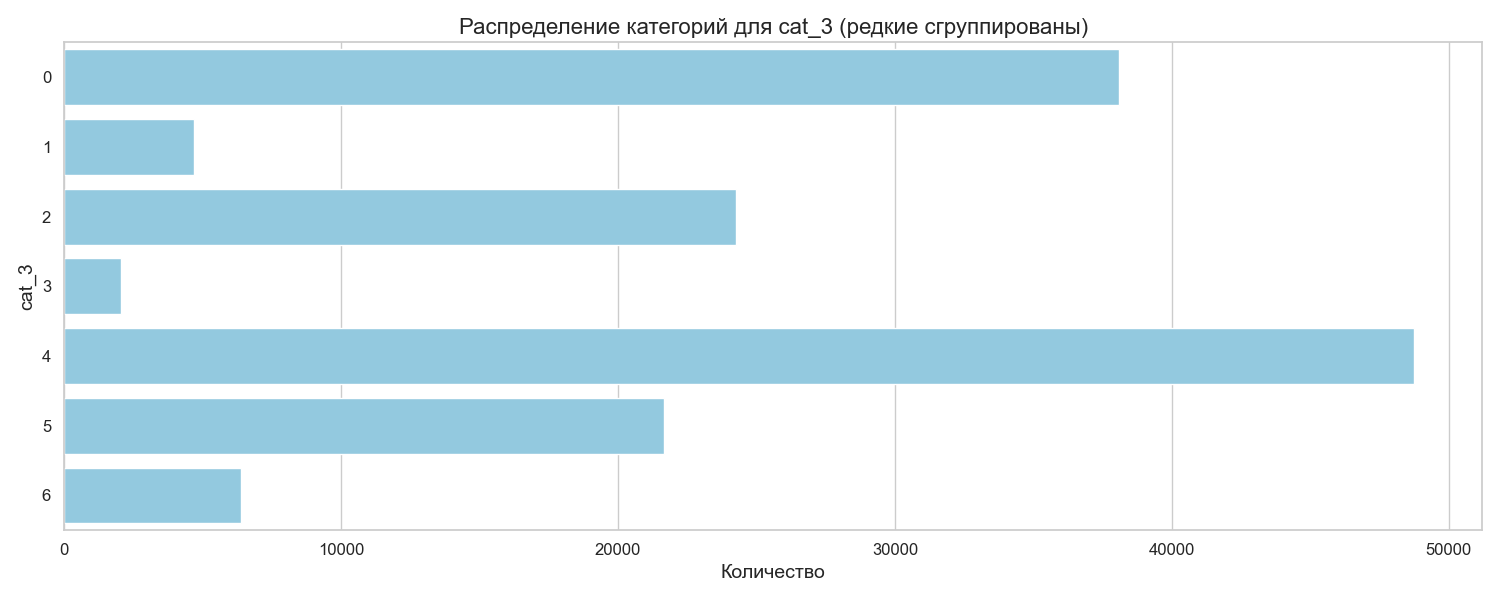 Распределение категорий для cat_3 (редкие сгруппированы)
cat_3
0
1
2
3
4
5
6
0 10000 20000 30000 40000 50000
Количество